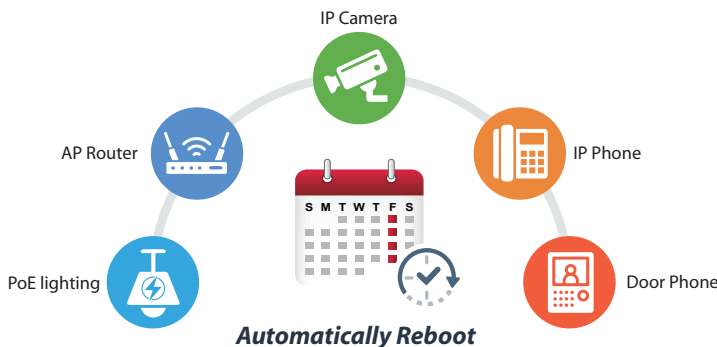 IP Camera
AP Router
IP Phone
S M T W T F S
PoE lighting
Door Phone
Automatically Reboot